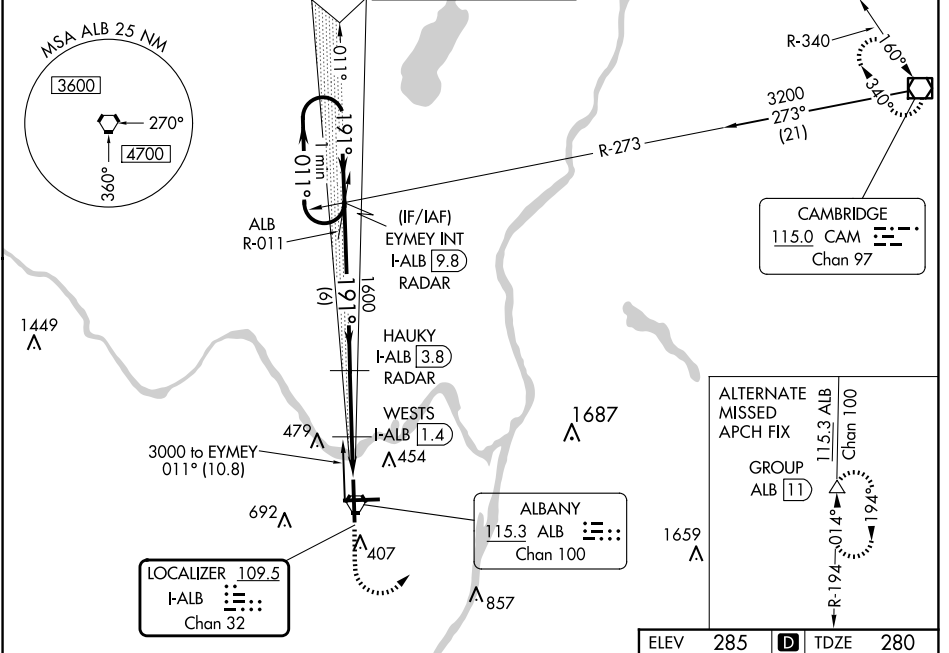 MSA ALB 25 NM
3600
270°
4700
360°
011°
191°
1 min
011°
ALB
R-011
(IF/IAF)
EYMEY INT
I-ALB 9.8
RADAR
R-340
160°
340°
3200
273°
(21)
R-273
CAMBRIDGE
115.0 CAM
Chan 97
1600
191°
(6)
1449
HAUKY
I-ALB 3.8
RADAR
WESTS
I-ALB 1.4
479
454
1687
3000 to EYMEY
011° (10.8)
692
407
ALBANY
115.3 ALB
Chan 100
1659
857
LOCALIZER 109.5
I-ALB
Chan 32
ALTERNATE
MISSED
APCH FIX
115.3 ALB
Chan 100
GROUP
ALB 11
014°
194°
R-194
ELEV 285 D TDZE 280